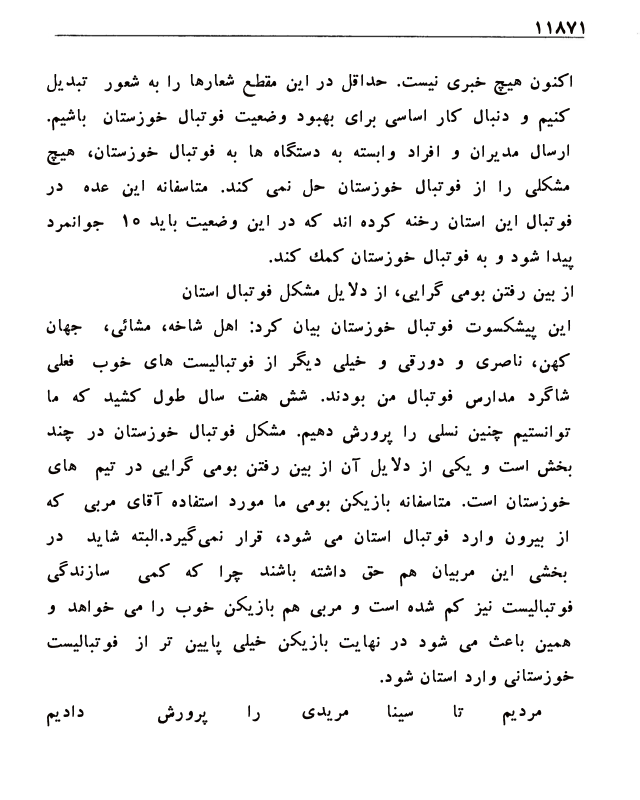 ۱۱۸۷۱
اکنون هیچ خبری نیست. حداقل در این مقطع شعارها را به شعور تبدیل
کنیم و دنبال کار اساسی برای بهبود وضعیت فوتبال خوزستان باشیم.
ارسال مدیران و افراد وابسته به دستگاه ها به فوتبال خوزستان، هیچ
مشکلی را از فوتبال خوزستان حل نمی کند. متاسفانه این عده در
فوتبال این استان رخنه کرده اند که در این وضعیت باید ۱۵ جوانمرد
پیدا شود و به فوتبال خوزستان کمك کند.
از بین رفتن بومی گرایی، از دلایل مشکل فوتبال استان
این پیشکسوت فوتبال خوزستان بیان کرد: اهل شاخه، مشائی، جهان
کهن، ناصری و دورقی و خیلی دیگر از فوتبالیست های خوب فعلی
شاگرد مدارس فوتبال من بودند. شش هفت سال طول کشید که ما
توانستیم چنین نسلی را پرورش دهیم. مشکل فوتبال خوزستان در چند
بخش است و یکی از دلایل آن از بین رفتن بومی گرایی در تیم های
خوزستان است. متاسفانه بازیکن بومی ما مورد استفاده آقای مربی که
از بیرون وارد فوتبال استان می شود، قرار نمی‌گیرد.البته شاید در
بخشی این مربیان هم حق داشته باشند چرا که کمی سازندگی
فوتبالیست نیز کم شده است و مربی هم بازیکن خوب را می خواهد و
همین باعث می شود در نهایت بازیکن خیلی پایین تر از فوتبالیست
خوزستانی وارد استان شود.
مردیم تا سینا مریدی را پرورش دادیم